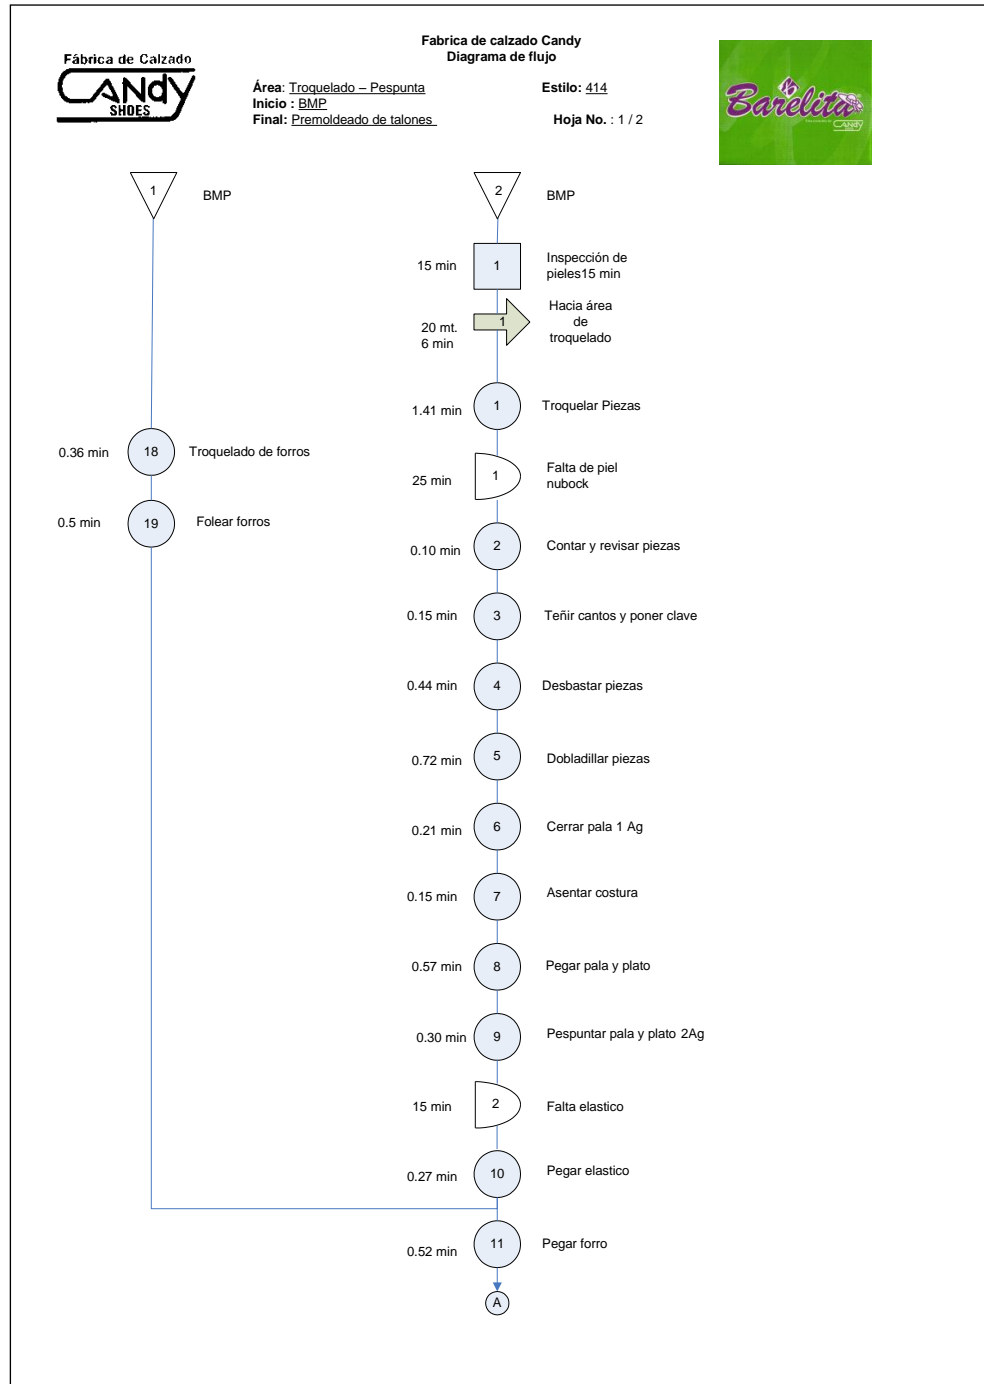 Fabrica de calzado Candy
Diagrama de flujo
Fábrica de Calzado
CANdy
SHOES
Área: Troquelado – Pespunta
Estilo: 414
Inicio : BMP
Final: Premoldeado de talones
Hoja No. : 1 / 2
Barelita
CANDY
1
BMP
2
BMP
15 min
1
Inspección de
pieles15 min
20 mt.
6 min
1
Hacia área
de
troquelado
1.41 min
1
Troquelar Piezas
0.36 min
18
Troquelado de forros
25 min
1
Falta de piel
nubock
0.5 min
19
Folear forros
0.10 min
2
Contar y revisar piezas
0.15 min
3
Teñir cantos y poner clave
0.44 min
4
Desbastar piezas
0.72 min
5
Dobladillar piezas
0.21 min
6
Cerrar pala 1 Ag
0.15 min
7
Asentar costura
0.57 min
8
Pegar pala y plato
0.30 min
9
Pespuntar pala y plato 2Ag
15 min
2
Falta elastico
0.27 min
10
Pegar elastico
0.52 min
11
Pegar forro
A